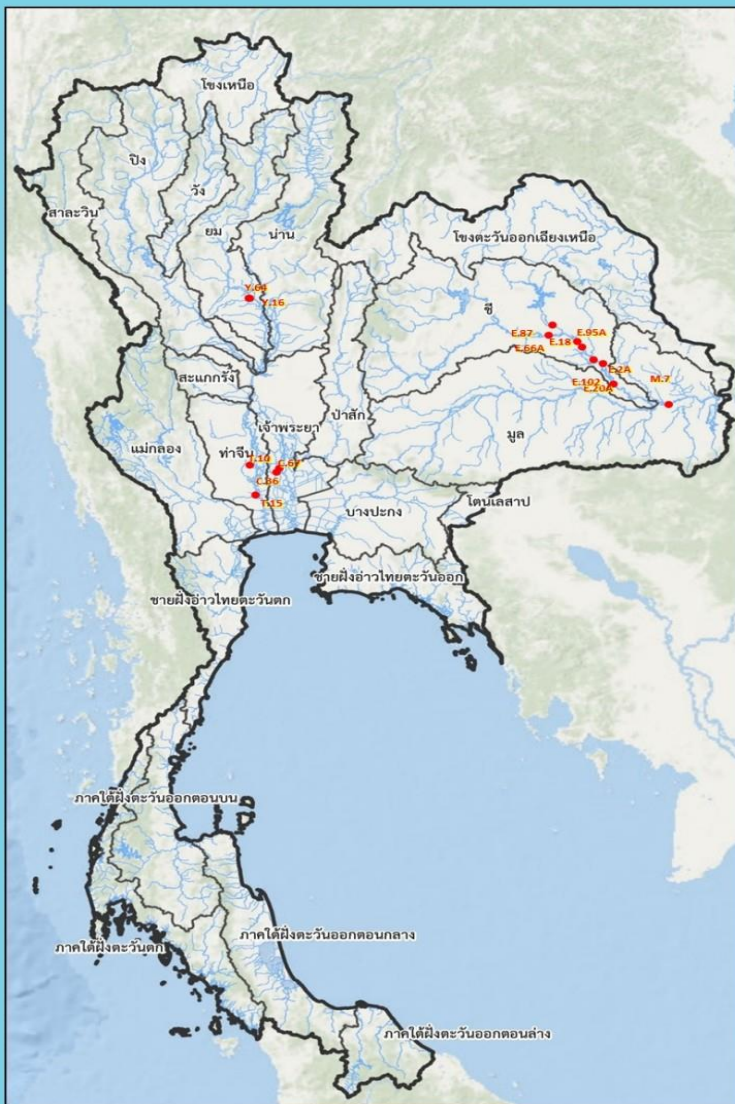 โขงเหนือ
ปิง
วัง
สาละวิน
ยม
น่าน
โขงตะวันออกเฉียงเหนือ
Y.64
Y.16
ชี
E.87
E.95A
E.18
E.66A
E.2A
สะแกกรัง
E.102
M.7
E.20A
เจ้าพระยา
ป่าสัก
มูล
แม่กลอง
ท่าจีน
T.10
C.67
C.36
โตนเลสาป
T.15
บางปะกง
ชายฝั่งอ่าวไทยตะวันออก
ชายฝั่งอ่าวไทยตะวันตก
ภาคใต้ฝั่งตะวันออกตอนบน
ภาคใต้ฝั่งตะวันออกตอนกลาง
ภาคใต้ฝั่งตะวันตก
ภาคใต้ฝั่งตะวันออกตอนล่าง